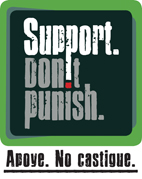 Support.
Don't
punish.
Apoye. No castigue.